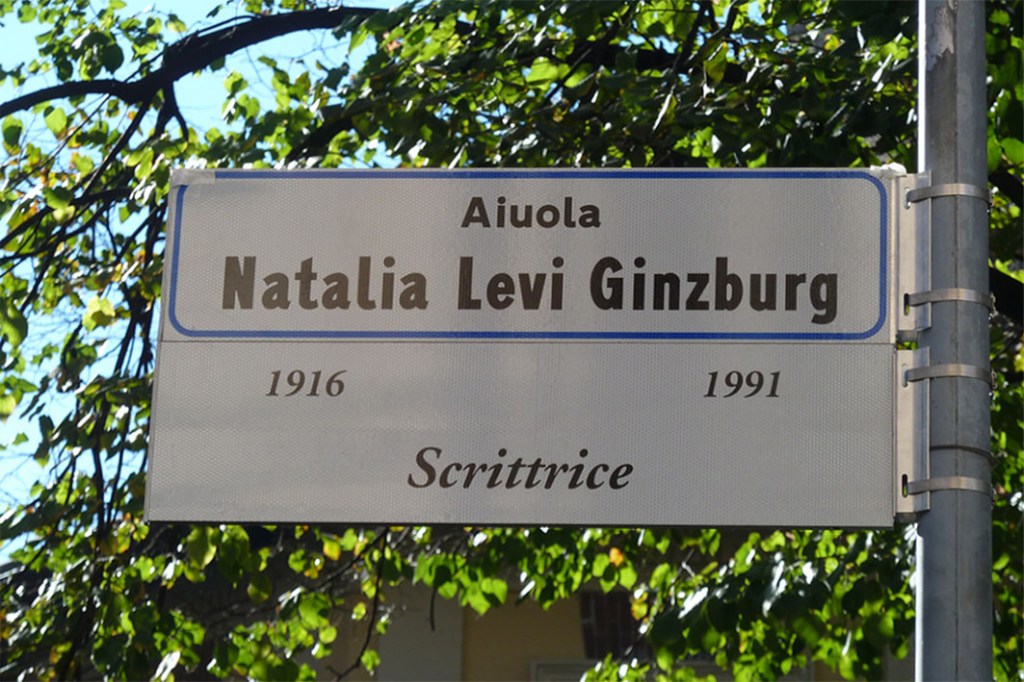 Aiuola
Natalia Levi Ginzburg
1916 1991
Scrittrice